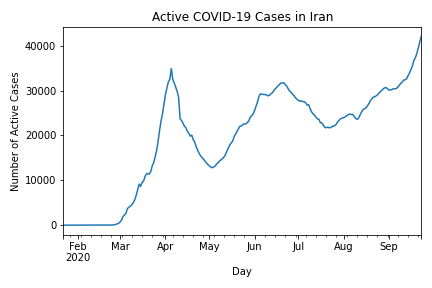 Active COVID-19 Cases in Iran
Number of Active Cases
40000
30000
20000
10000
0
Feb Mar Apr May Jun Jul Aug Sep
2020
Day